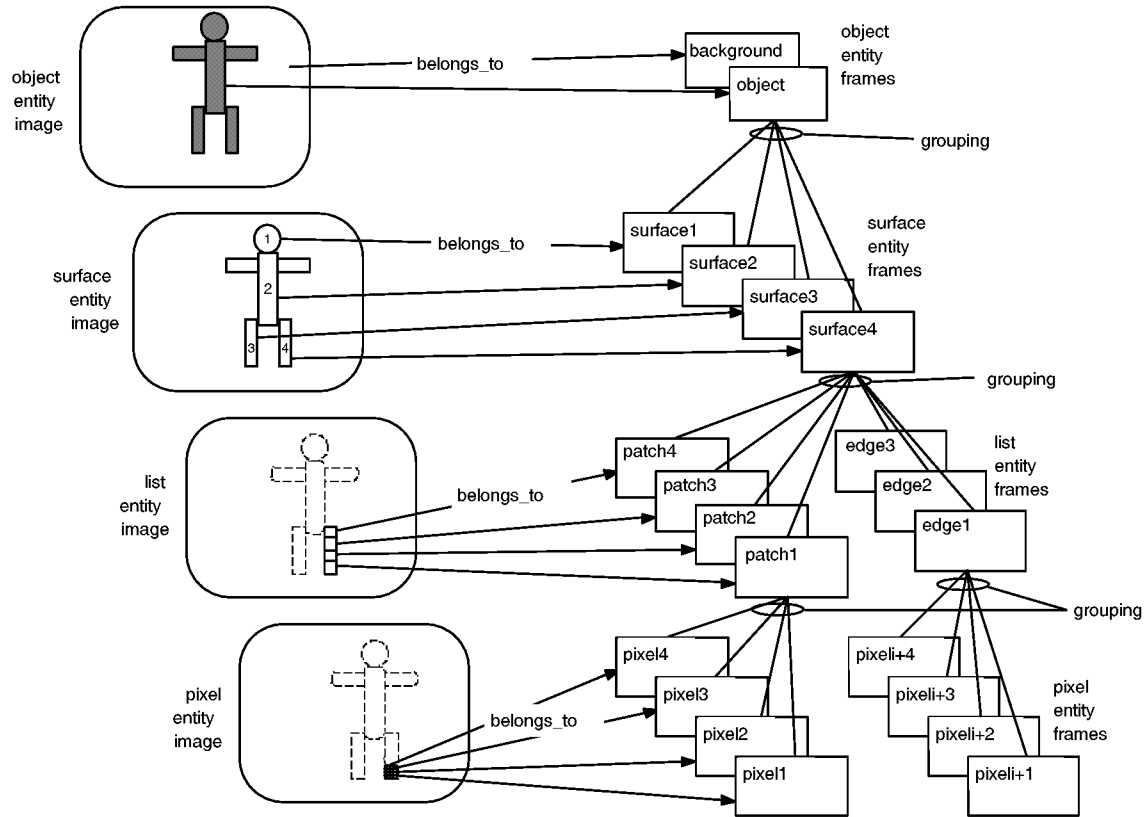 object
entity
image
belongs_to
background
object
object
entity
frames
grouping
surface
entity
image
1
2
3
4
belongs_to
surface1
surface2
surface3
surface4
surface
entity
frames
grouping
list
entity
image
belongs_to
patch4
patch3
patch2
patch1
edge3
edge2
edge1
list
entity
frames
grouping
pixel
entity
image
belongs_to
pixel4
pixel3
pixel2
pixel1
pixeli+4
pixeli+3
pixeli+2
pixeli+1
pixel
entity
frames